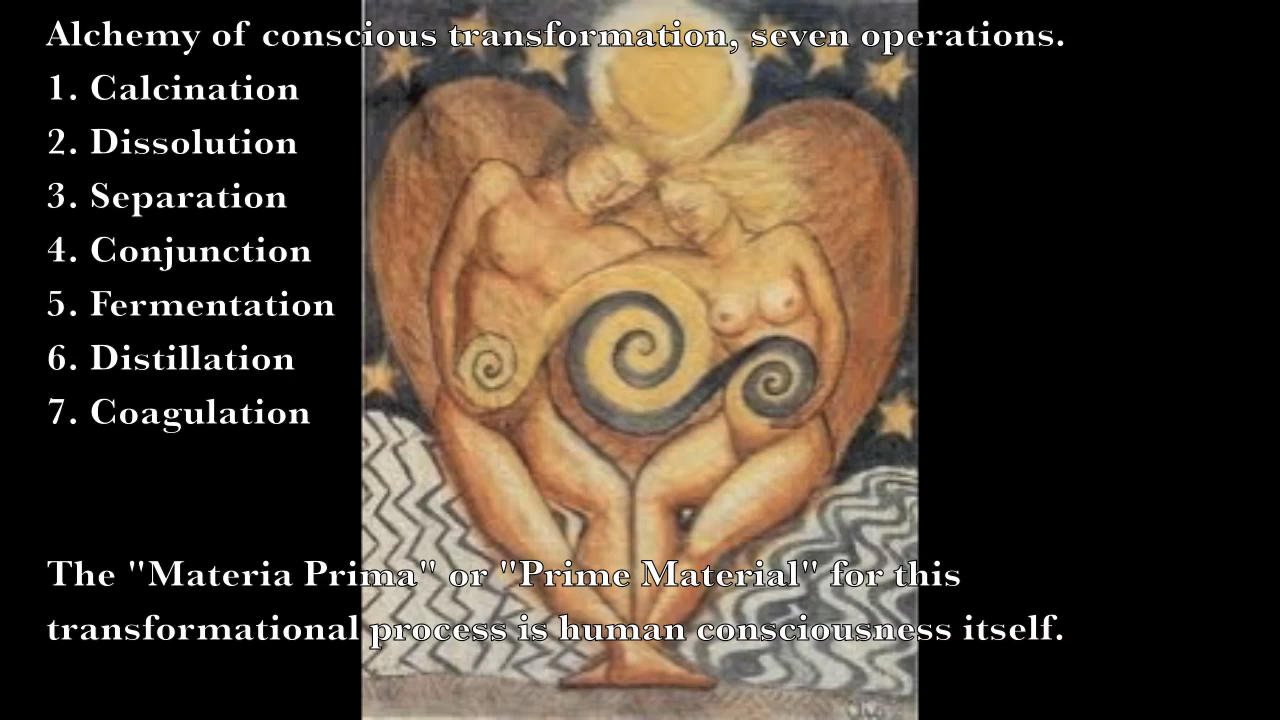 Alchemy of conscious transformation, seven operations.
1. Calcination
2. Dissolution
3. Separation
4. Conjunction
5. Fermentation
6. Distillation
7. Coagulation
The "Materia Prima" or "Prime Material" for this
transformational process is human consciousness itself.